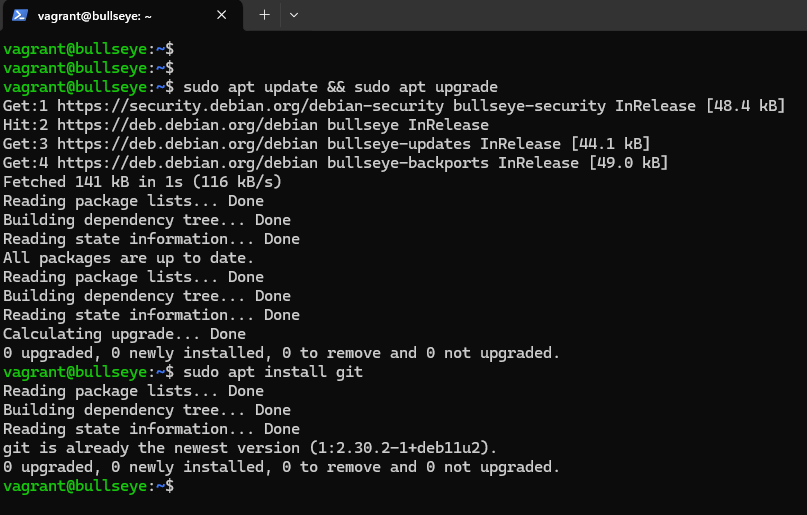 vagrant@bullseye: ~
vagrant@bullseye:~$
vagrant@bullseye:~$
vagrant@bullseye:~$ sudo apt update && sudo apt upgrade
Get:1 https://security.debian.org/debian-security bullseye-security InRelease [48.4 kB]
Hit:2 https://deb.debian.org/debian bullseye InRelease
Get:3 https://deb.debian.org/debian bullseye-updates InRelease [44.1 kB]
Get:4 https://deb.debian.org/debian bullseye-backports InRelease [49.0 kB]
Fetched 141 kB in 1s (116 kB/s)
Reading package lists... Done
Building dependency tree... Done
Reading state information... Done
All packages are up to date.
Reading package lists... Done
Building dependency tree... Done
Reading state information... Done
Calculating upgrade... Done
0 upgraded, 0 newly installed, 0 to remove and 0 not upgraded.
vagrant@bullseye:~$ sudo apt install git
Reading package lists... Done
Building dependency tree... Done
Reading state information... Done
git is already the newest version (1:2.30.2-1+deb11u2).
0 upgraded, 0 newly installed, 0 to remove and 0 not upgraded.
vagrant@bullseye:~$